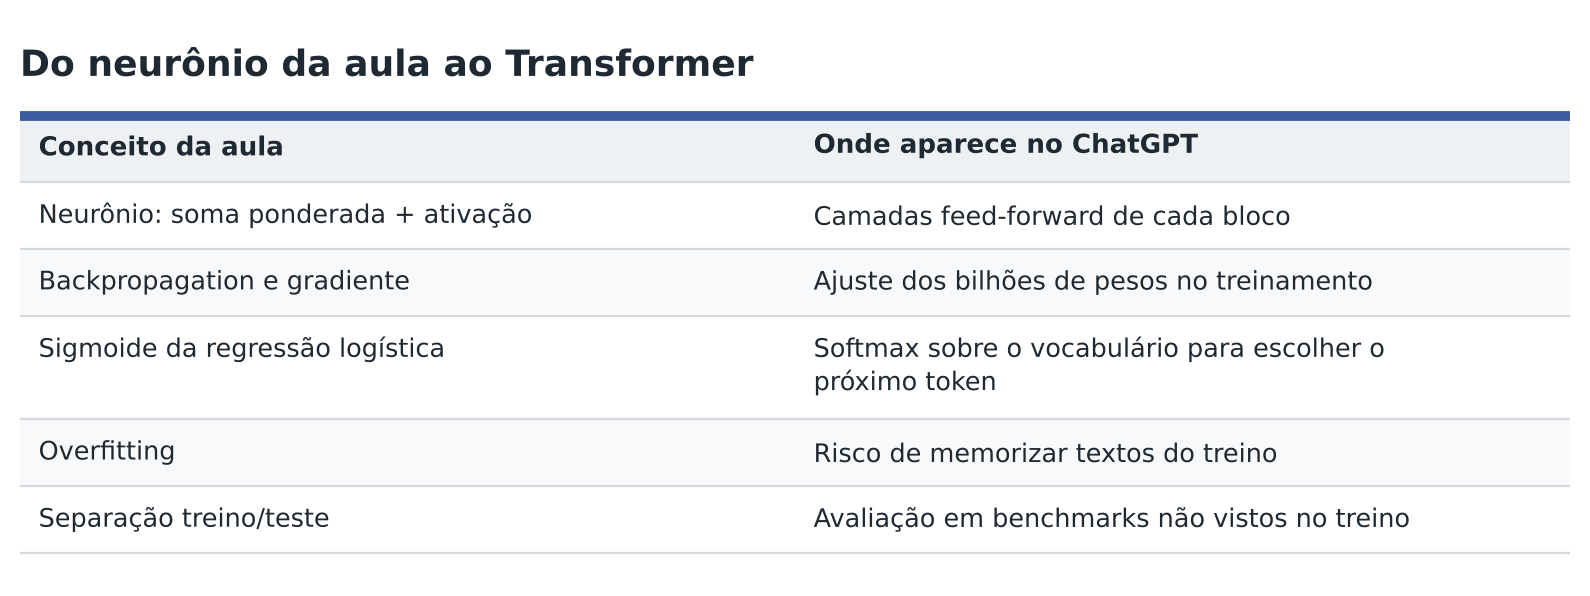 Do neurônio da aula ao Transformer
Conceito da aula
Onde aparece no ChatGPT
Neurônio: soma ponderada + ativação
Camadas feed-forward de cada bloco
Backpropagation e gradiente
Ajuste dos bilhões de pesos no treinamento
Sigmoide da regressão logística
Softmax sobre o vocabulário para escolher o
próximo token
Overfitting
Risco de memorizar textos do treino
Separação treino/teste
Avaliação em benchmarks não vistos no treino